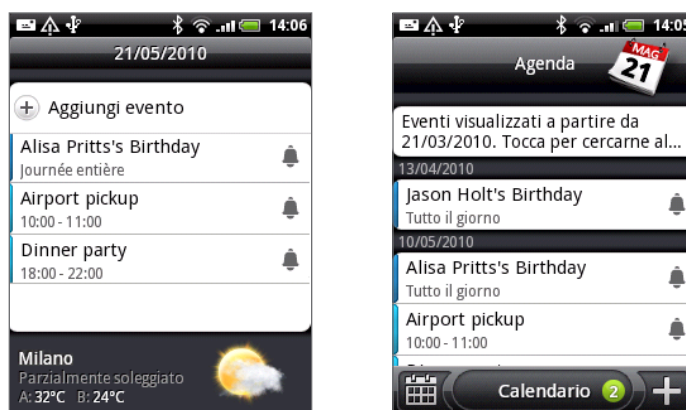 14:06
21/05/2010
Aggiungi evento
Alisa Pritts's Birthday
Journée entière
Airport pickup
10:00 - 11:00
Dinner party
18:00 - 22:00
Milano
Parzialmente soleggiato
A: 32°C B: 24°C
14:05
Agenda
MAG
21
Eventi visualizzati a partire da
21/03/2010. Tocca per cercarne al...
13/04/2010
Jason Holt's Birthday
Tutto il giorno
10/05/2010
Alisa Pritts's Birthday
Tutto il giorno
Airport pickup
10:00 - 11:00
Calendario 2